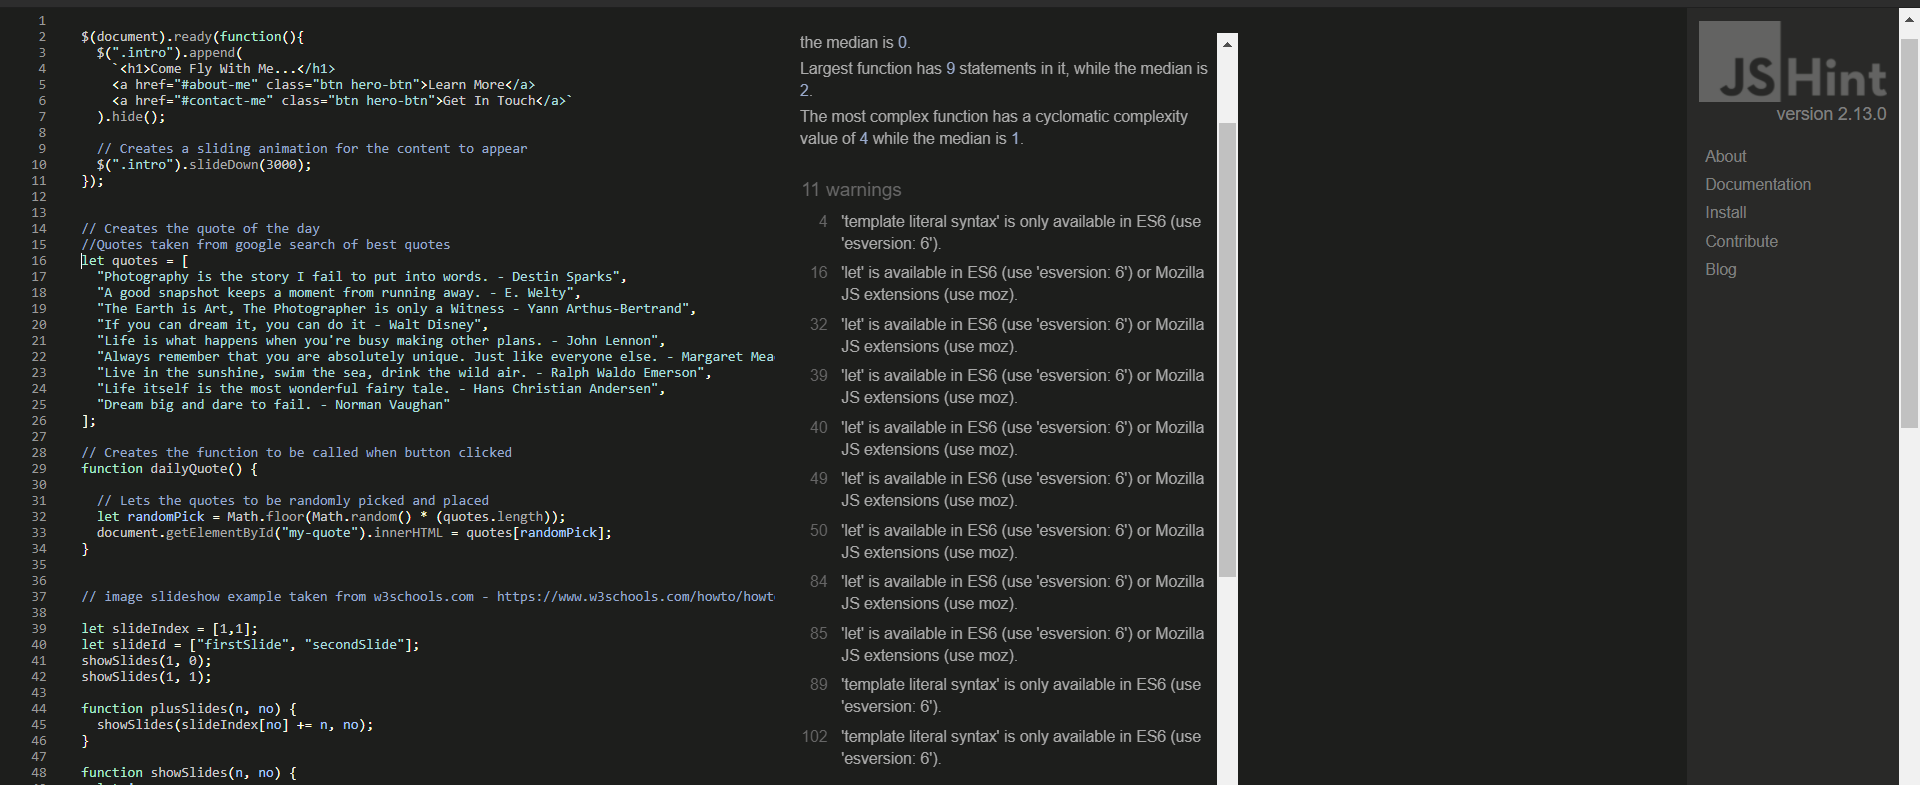 1
2 $(document).ready(function(){
3 $(".intro").append(
4 `<h1>Come Fly With Me...</h1>
5 <a href="#about-me" class="btn hero-btn">Learn More</a>
6 <a href="#contact-me" class="btn hero-btn">Get In Touch</a>`
7 ).hide();
8
9 // Creates a sliding animation for the content to appear
10 $(".intro").slideDown(3000);
11 });
12
13
14 // Creates the quote of the day
15 //Quotes taken from google search of best quotes
16 let quotes = [
17 "Photography is the story I fail to put into words. - Destin Sparks",
18 "A good snapshot keeps a moment from running away. - E. Welty",
19 "The Earth is Art, The Photographer is only a Witness - Yann Arthus-Bertrand",
20 "If you can dream it, you can do it - Walt Disney",
21 "Life is what happens when you're busy making other plans. - John Lennon",
22 "Always remember that you are absolutely unique. Just like everyone else. - Margaret Mea
23 "Live in the sunshine, swim the sea, drink the wild air. - Ralph Waldo Emerson",
24 "Life itself is the most wonderful fairy tale. - Hans Christian Andersen",
25 "Dream big and dare to fail. - Norman Vaughan"
26 ];
27
28 // Creates the function to be called when button clicked
29 function dailyQuote() {
30
31 // Lets the quotes to be randomly picked and placed
32 let randomPick = Math.floor(Math.random() * (quotes.length));
33 document.getElementById("my-quote").innerHTML = quotes[randomPick];
34 }
35
36
37 // image slideshow example taken from w3schools.com - https://www.w3schools.com/howto/howt
38
39 let slideIndex = [1,1];
40 let slideId = ["firstSlide", "secondSlide"];
41 showSlides(1, 0);
42 showSlides(1, 1);
43
44 function plusSlides(n, no) {
45 showSlides(slideIndex[no] += n, no);
46 }
47
48 function showSlides(n, no) {
the median is 0.
Largest function has 9 statements in it, while the median is
2.
The most complex function has a cyclomatic complexity
value of 4 while the median is 1.
11 warnings
4 'template literal syntax' is only available in ES6 (use
'esversion: 6').
16 'let' is available in ES6 (use 'esversion: 6') or Mozilla
JS extensions (use moz).
32 'let' is available in ES6 (use 'esversion: 6') or Mozilla
JS extensions (use moz).
39 'let' is available in ES6 (use 'esversion: 6') or Mozilla
JS extensions (use moz).
40 'let' is available in ES6 (use 'esversion: 6') or Mozilla
JS extensions (use moz).
49 'let' is available in ES6 (use 'esversion: 6') or Mozilla
JS extensions (use moz).
50 'let' is available in ES6 (use 'esversion: 6') or Mozilla
JS extensions (use moz).
84 'let' is available in ES6 (use 'esversion: 6') or Mozilla
JS extensions (use moz).
85 'let' is available in ES6 (use 'esversion: 6') or Mozilla
JS extensions (use moz).
89 'template literal syntax' is only available in ES6 (use
'esversion: 6').
102 'template literal syntax' is only available in ES6 (use
'esversion: 6').
JSHint
version 2.13.0
About
Documentation
Install
Contribute
Blog